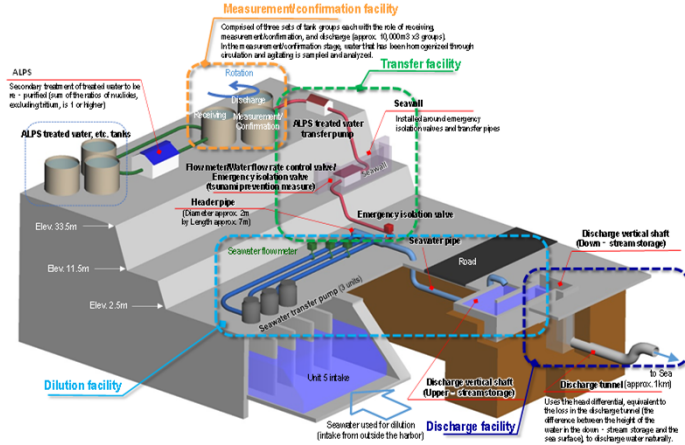 Measurement/confirmation facility
Comprised of three sets of tank groups each with the role of receiving,
measurement/confirmation, and discharge (approx. 10,000m3 x3 groups).
In the measurement/confirmation stage, water that has been homogenized through
circulation and agitating is sampled and analyzed.
ALPS
Secondary treatment of treated water to be
re‐purified (sum of the ratios of nuclides,
excluding tritium, is 1 or higher)
Rotation
Discharge
Receiving
Measurement/
Confirmation
Transfer facility
Seawall
Installed around emergency
isolation valves and transfer pipes
ALPS treated water, etc. tanks
ALPS treated water
transfer pump
Seawall
Flow meter/Water flow rate control valve/
Emergency isolation valve
(tsunami prevention measure)
Header pipe
(Diameter approx. 2m
by Length approx. 7m)
Emergency isolation valve
Seawater pipe
Discharge vertical shaft
(Down‐stream storage)
Elev. 33.5m
Elev. 11.5m
Elev. 2.5m
Seawater flowmeter
Road
Seawater transfer pump (3 units)
Unit 5 intake
Dilution facility
Seawater used for dilution
(intake from outside the harbor)
Discharge vertical shaft
(Upper‐stream storage)
Discharge facility
to Sea
Discharge tunnel (approx. 1km)
Uses the head differential, equivalent to
the loss in the discharge tunnel (the
difference between the height of the
water in the down‐stream storage and the
sea surface), to discharge water naturally.